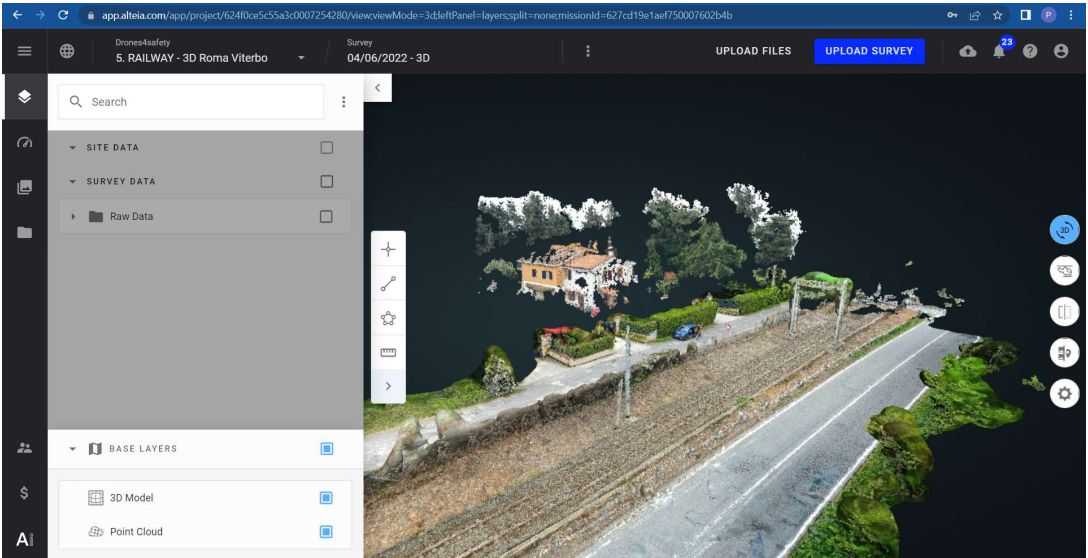 app.alteia.com/app/project/624f0ce5c55a3c0007254280/view;viewMode=3d;leftPanel=layers;split=none;missionId=627cd19e1aef750007602b4b
P
Drones4safety
5. RAILWAY - 3D Roma Viterbo
Survey
04/06/2022 - 3D
UPLOAD FILES
UPLOAD SURVEY
23
Search
SITE DATA
SURVEY DATA
Raw Data
3D
BASE LAYERS
3D Model
Point Cloud
$